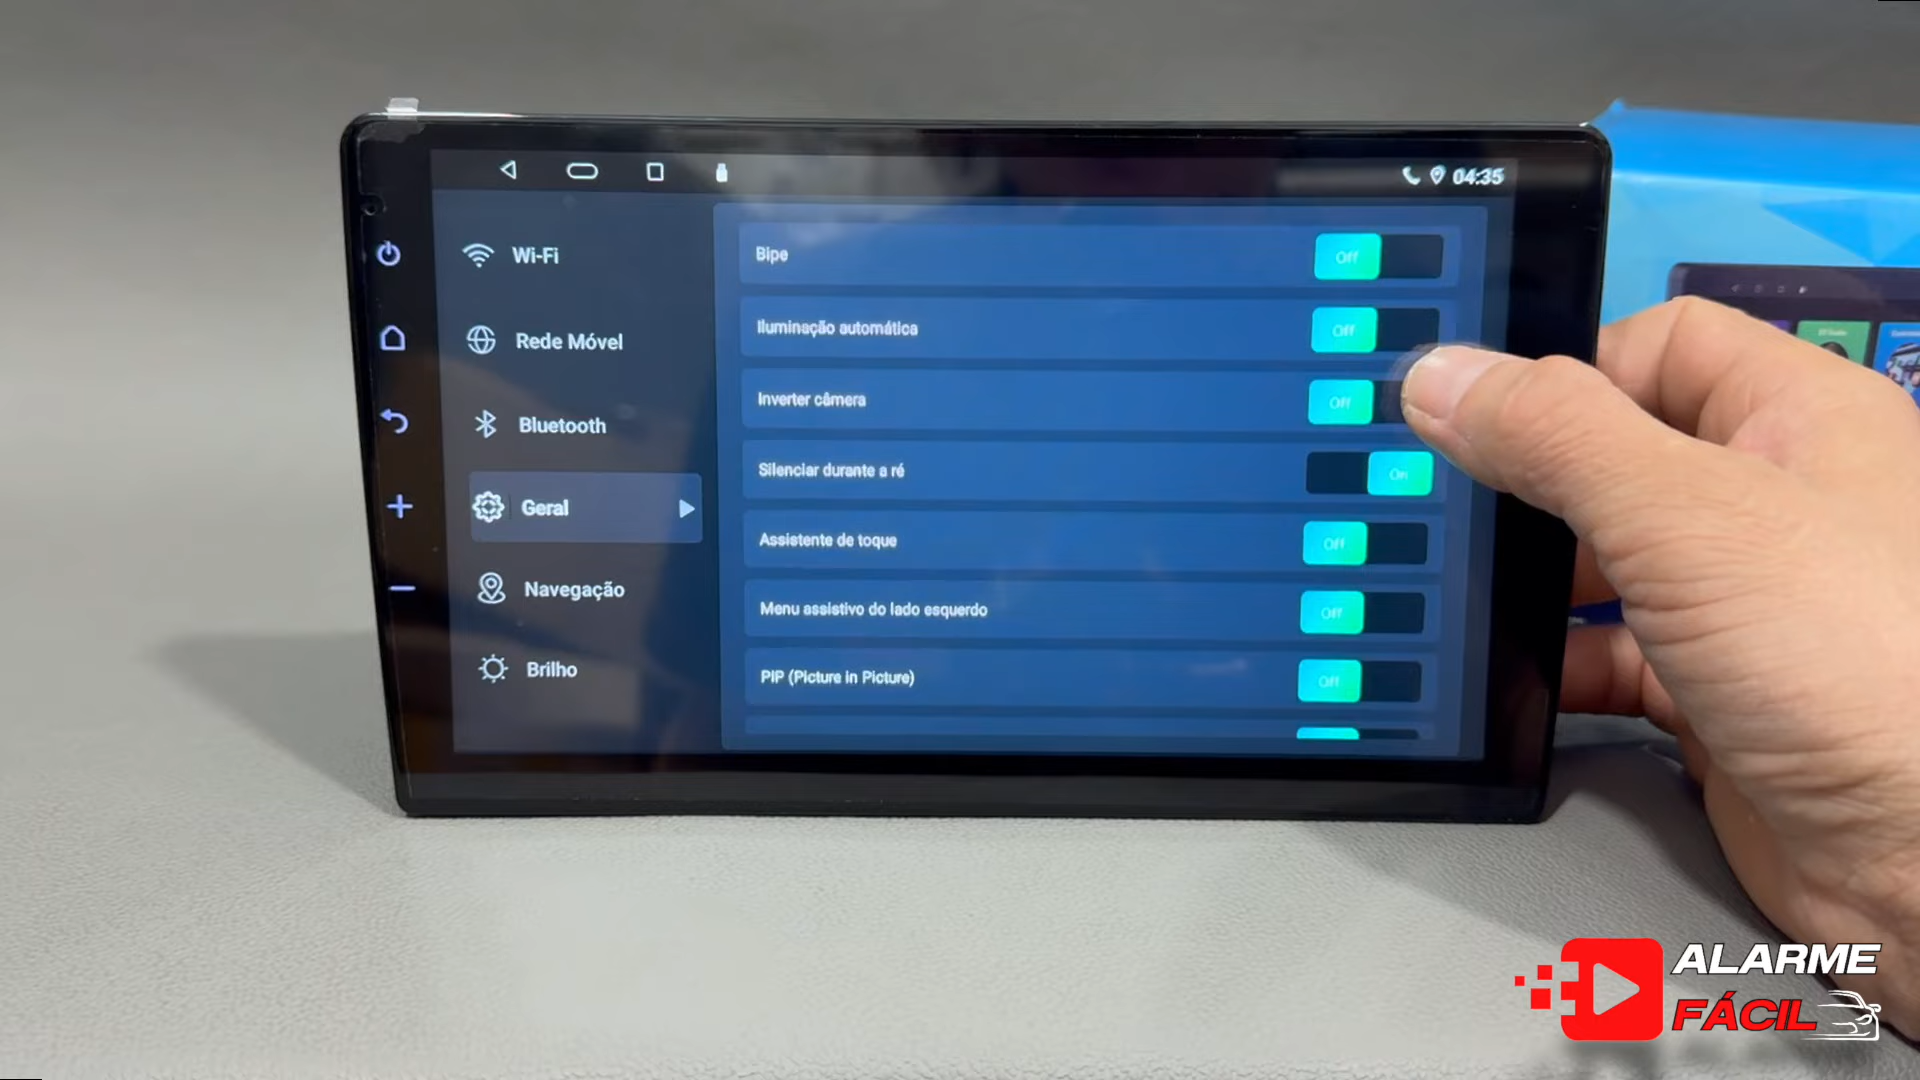 04:35
Wi-Fi
Rede Móvel
Bluetooth
Geral
Navegação
Brilho
Bipe Off
Iluminação automática Off
Inverter câmera Off
Silenciar durante a ré On
Assistente de toque Off
Menu assistivo do lado esquerdo Off
PIP (Picture in Picture) Off
ALARME
FÁCIL